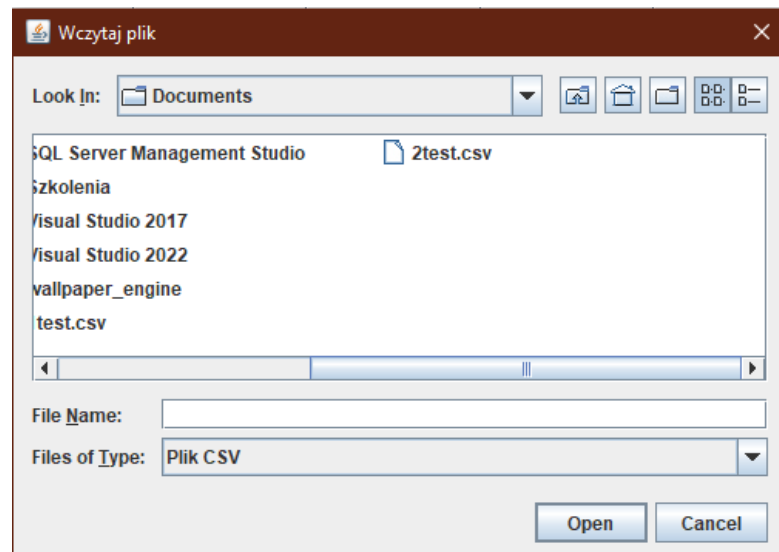 Wczytaj plik
Look In: Documents
SQL Server Management Studio
2test.csv
Szkolenia
Visual Studio 2017
Visual Studio 2022
wallpaper_engine
test.csv
File Name:
Files of Type: Plik CSV
Open Cancel